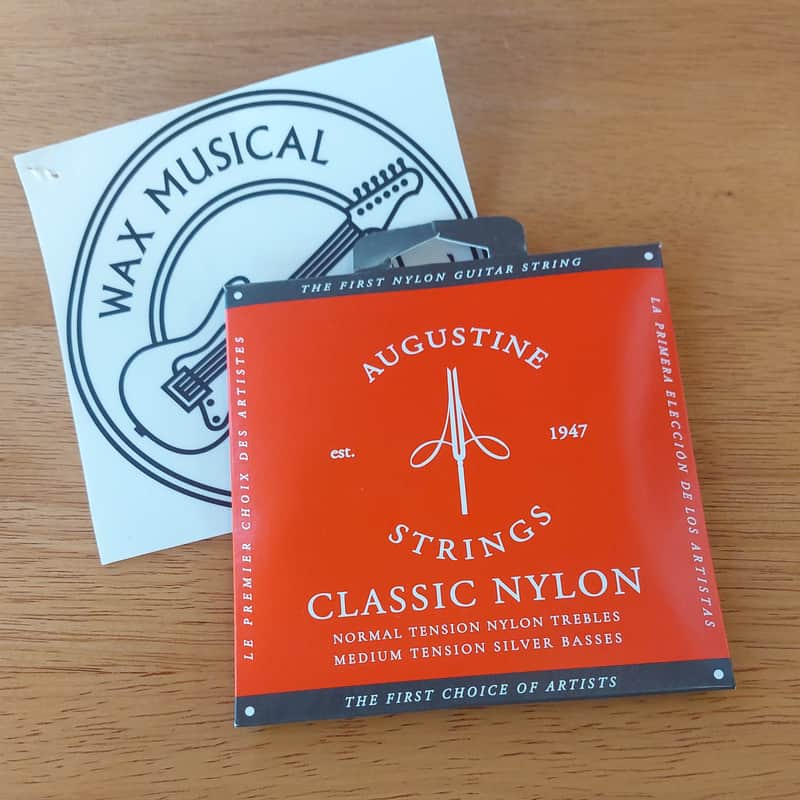 WAX MUSICAL
THE FIRST NYLON GUITAR STRING
AUGUSTINE
est.
1947
STRINGS
CLASSIC NYLON
NORMAL TENSION NYLON TREBLES
MEDIUM TENSION SILVER BASSES
THE FIRST CHOICE OF ARTISTS
LE PREMIER CHOIX DES ARTISTES
LA PRIMERA ELECCIÓN DE LOS ARTISTAS